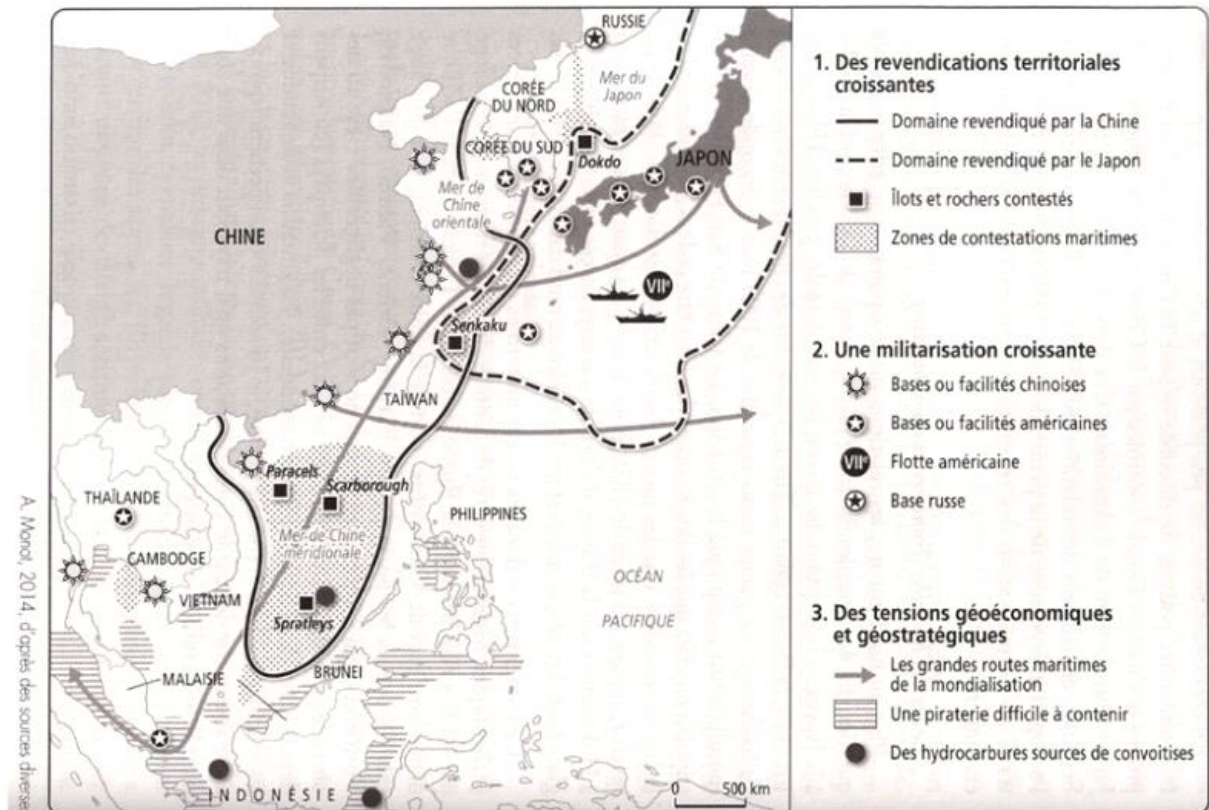 RUSSIE
Mer du
Japon
CORÉE
DU NORD
CORÉE DU SUD
Dokdo
JAPON
Mer de
Chine
orientale
CHINE
VIIe
Senkaku
TAÏWAN
Paracels
Scarborough
THAÏLANDE
PHILIPPINES
Mer de Chine
méridionale
CAMBODGE
VIETNAM
OCÉAN
PACIFIQUE
Spratleys
MALAISIE
BRUNEI
INDONÉSIE
0 500 km
A. Monot, 2014, d'après des sources diverses
1. Des revendications territoriales
croissantes
Domaine revendiqué par la Chine
Domaine revendiqué par le Japon
Îlots et rochers contestés
Zones de contestations maritimes
2. Une militarisation croissante
Bases ou facilités chinoises
Bases ou facilités américaines
VIIe
Flotte américaine
Base russe
3. Des tensions géoéconomiques
et géostratégiques
Les grandes routes maritimes
de la mondialisation
Une piraterie difficile à contenir
Des hydrocarbures sources de convoitises